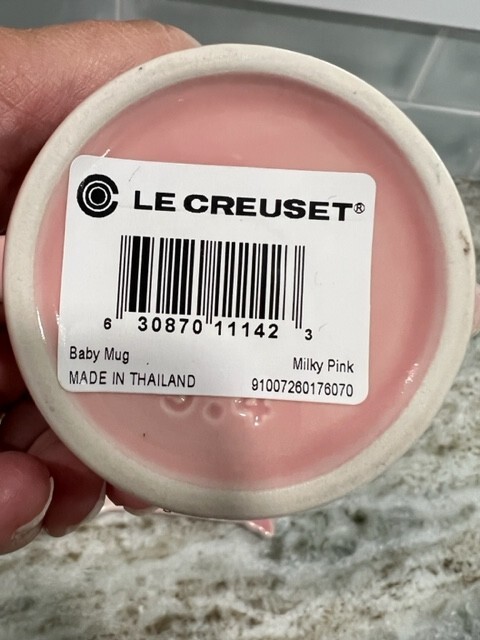 LE CREUSET®
6 30870 11142 3
Baby Mug
Milky Pink
MADE IN THAILAND
91007260176070